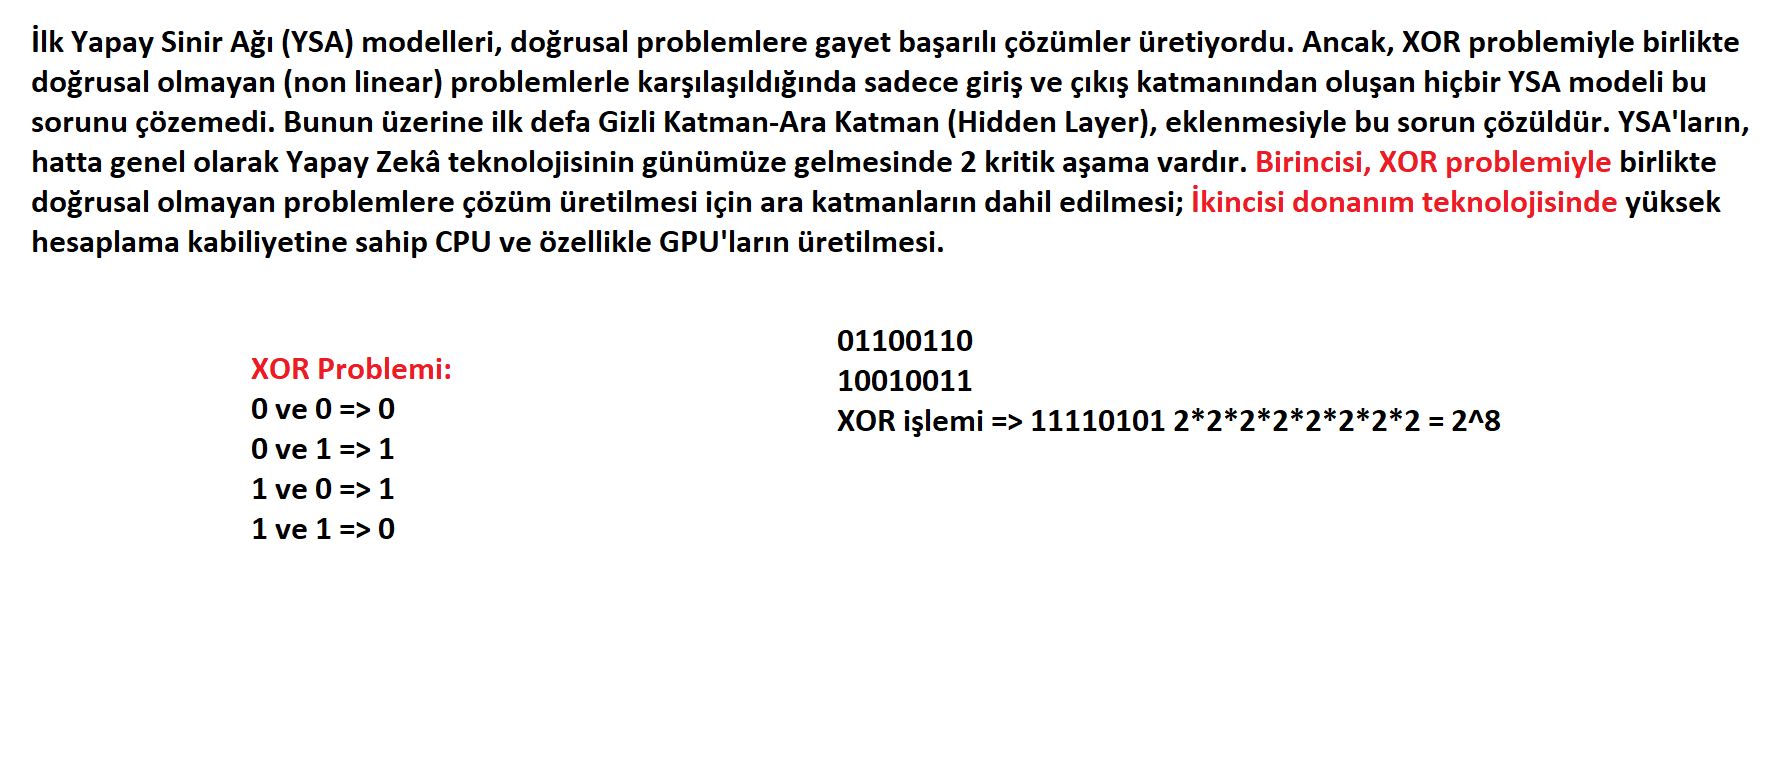 İlk Yapay Sinir Ağı (YSA) modelleri, doğrusal problemlere gayet başarılı çözümler üretiyordu. Ancak, XOR problemiyle birlikte
doğrusal olmayan (non linear) problemlerle karşılaşıldığında sadece giriş ve çıkış katmanından oluşan hiçbir YSA modeli bu
sorunu çözemedi. Bunun üzerine ilk defa Gizli Katman-Ara Katman (Hidden Layer), eklenmesiyle bu sorun çözüldür. YSA'ların,
hatta genel olarak Yapay Zekâ teknolojisinin günümüze gelmesinde 2 kritik aşama vardır. Birincisi, XOR problemiyle birlikte
doğrusal olmayan problemlere çözüm üretilmesi için ara katmanların dahil edilmesi; İkincisi donanım teknolojisinde yüksek
hesaplama kabiliyetine sahip CPU ve özellikle GPU'ların üretilmesi.
XOR Problemi:
0 ve 0 => 0
0 ve 1 => 1
1 ve 0 => 1
1 ve 1 => 0
01100110
10010011
XOR işlemi => 11110101 2*2*2*2*2*2*2*2 = 2^8